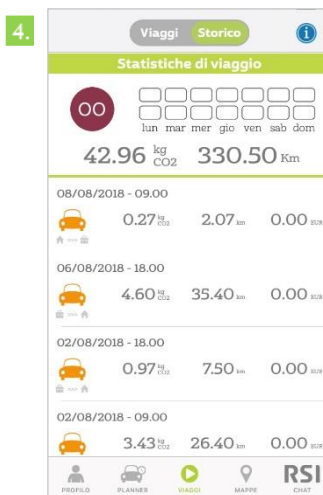 4.
Viaggi Storico i
Statistiche di viaggio
00
lun mar mer gio ven sab dom
42.96 kg CO2 330.50 Km
08/08/2018 - 09.00
0.27 kg CO2 2.07 km 0.00 EUR
06/08/2018 - 18.00
4.60 kg CO2 35.40 km 0.00 EUR
02/08/2018 - 18.00
0.97 kg CO2 7.50 km 0.00 EUR
02/08/2018 - 09.00
3.43 kg CO2 26.40 km 0.00 EUR
RSI
PROFILO PLANNER VIAGGI MAPPE CHAT